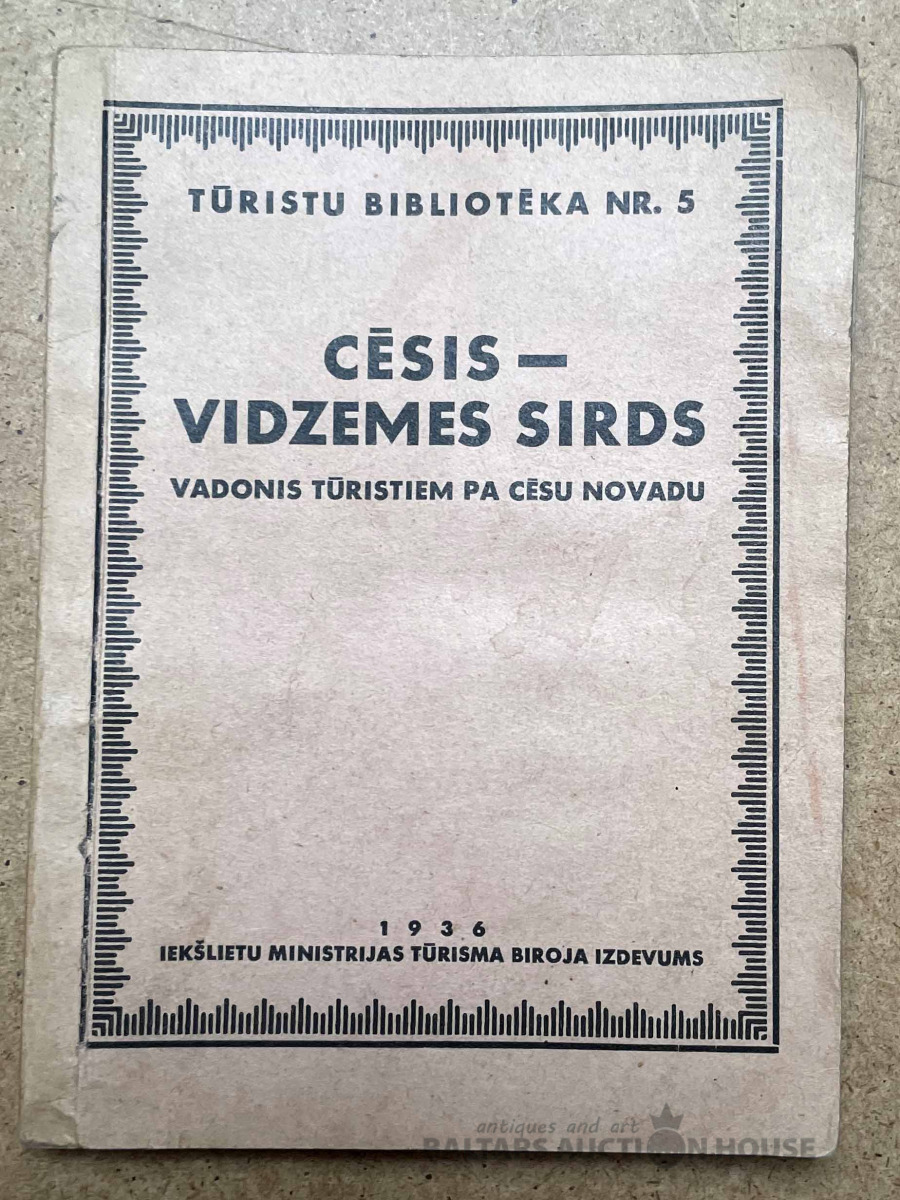 TŪRISTU BIBLIOTĒKA NR. 5
CĒSIS —
VIDZEMES SIRDS
VADONIS TŪRISTIEM PA CĒSU NOVADU
1936
IEKŠLIETU MINISTRIJAS TŪRISMA BIROJA IZDEVUMS
antiques and art
BALTARS AUCTION HOUSE